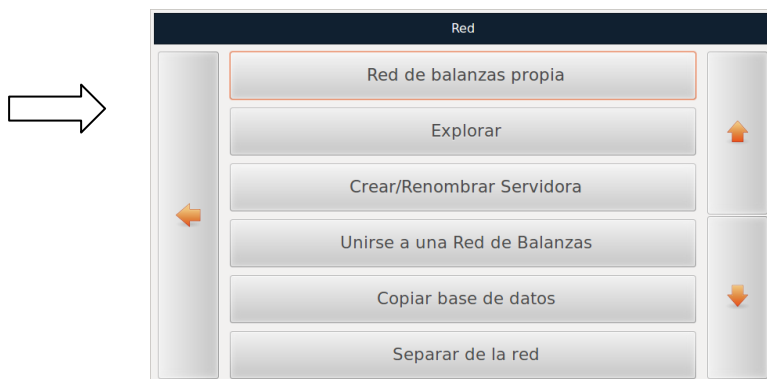 Red
Red de balanzas propia
Explorar
Crear/Renombrar Servidora
Unirse a una Red de Balanzas
Copiar base de datos
Separar de la red